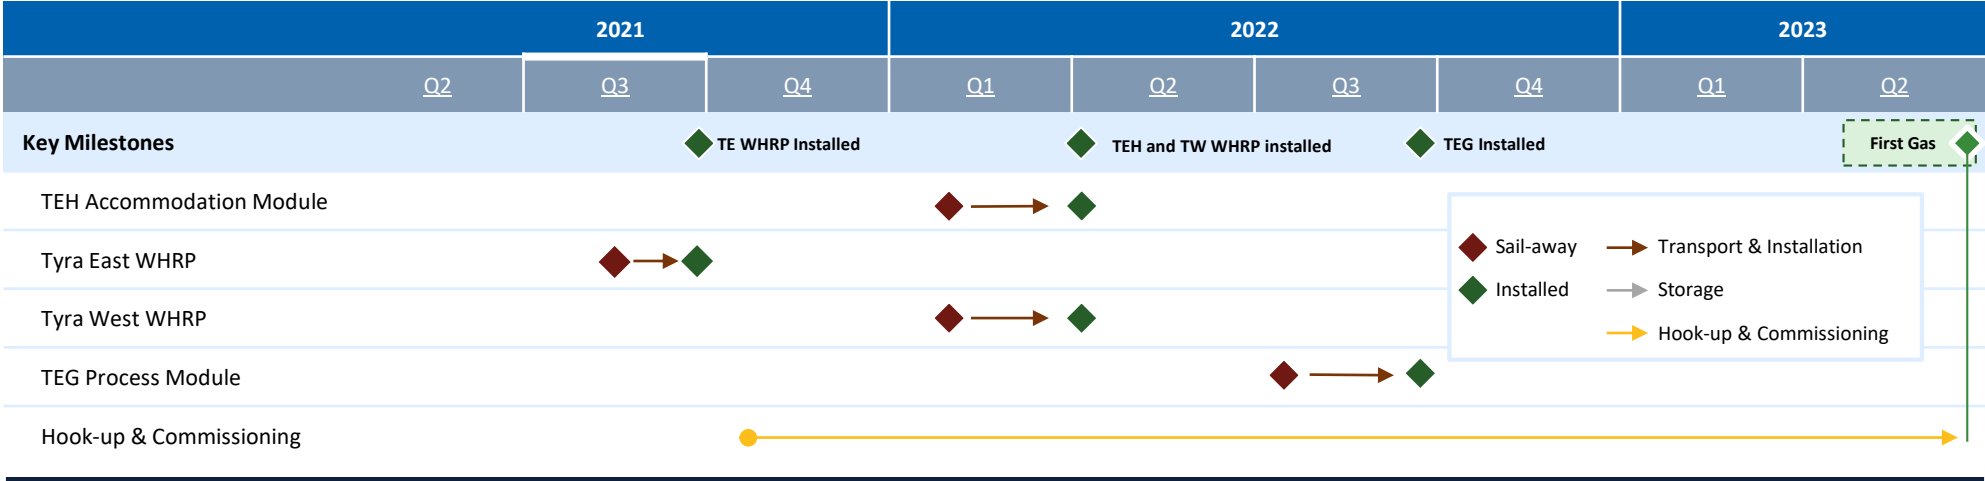 2021 2022 2023
Q2 Q3 Q4 Q1 Q2 Q3 Q4 Q1 Q2
Key Milestones TE WHRP Installed TEH and TW WHRP installed TEG Installed First Gas
TEH Accommodation Module
Tyra East WHRP
Tyra West WHRP
TEG Process Module
Hook-up & Commissioning
Sail-away Transport & Installation
Installed Storage
Hook-up & Commissioning